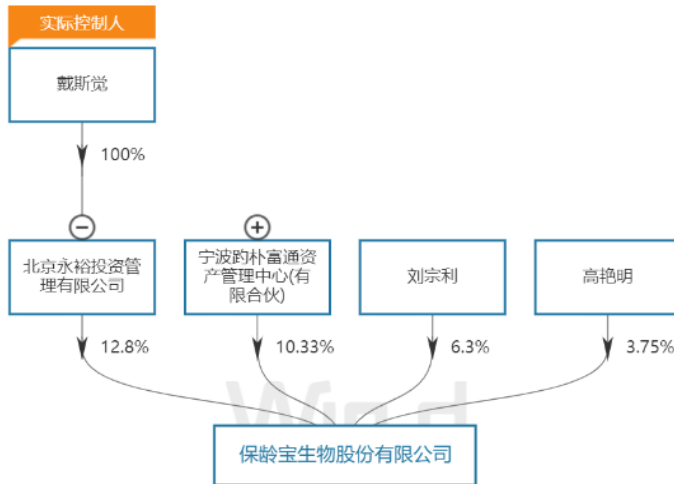 实际控制人
戴斯觉
100%
北京永裕投资管
理有限公司
宁波趵朴富通资
产管理中心(有
限合伙)
刘宗利
高艳明
12.8%
10.33%
6.3%
3.75%
Wind
保龄宝生物股份有限公司